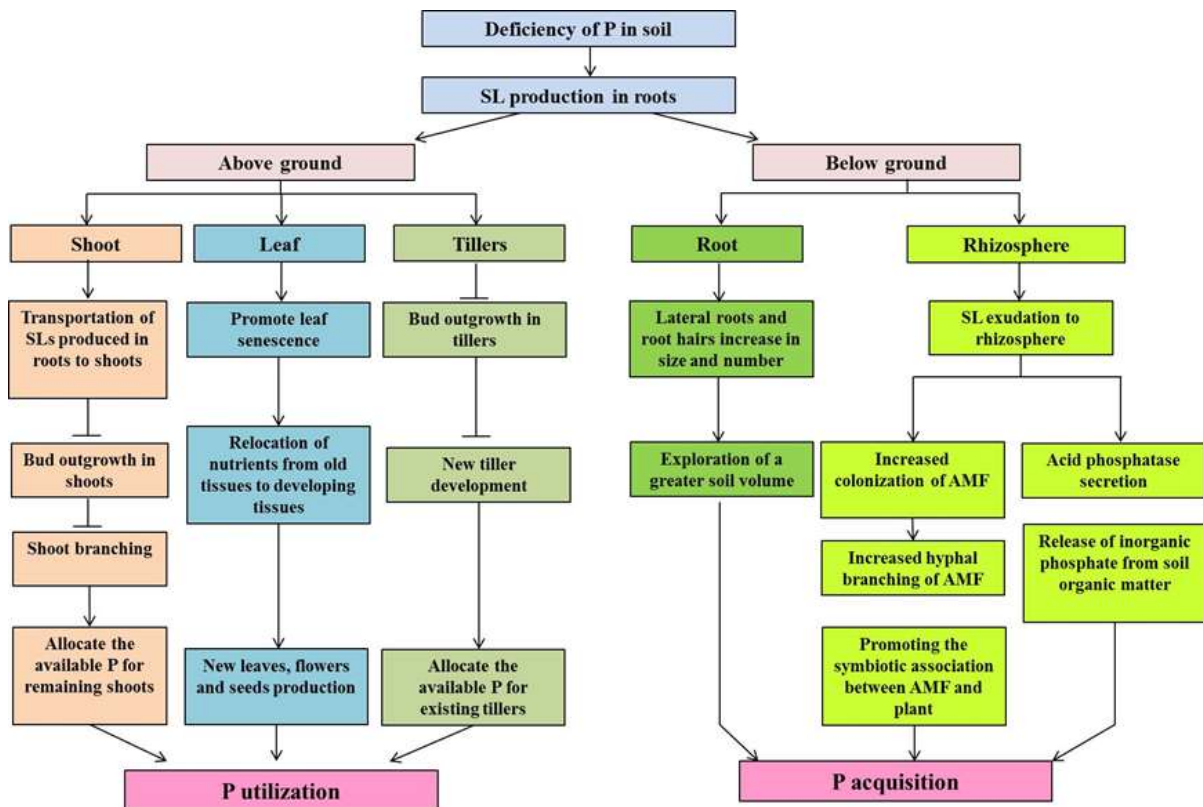 Deficiency of P in soil
SL production in roots
Above ground
Below ground
Shoot
Leaf
Tillers
Root
Rhizosphere
Transportation of
SLs produced in
roots to shoots
Promote leaf
senescence
Bud outgrowth in
tillers
Lateral roots and
root hairs increase in
size and number
SL exudation to
rhizosphere
Bud outgrowth in
shoots
Relocation of
nutrients from old
tissues to developing
tissues
New tiller
development
Exploration of a
greater soil volume
Increased
colonization of AMF
Acid phosphatase
secretion
Shoot branching
Increased hyphal
branching of AMF
Release of inorganic
phosphate from soil
organic matter
Allocate the
available P for
remaining shoots
New leaves, flowers
and seeds production
Allocate the
available P for
existing tillers
Promoting the
symbiotic association
between AMF and
plant
P utilization
P acquisition